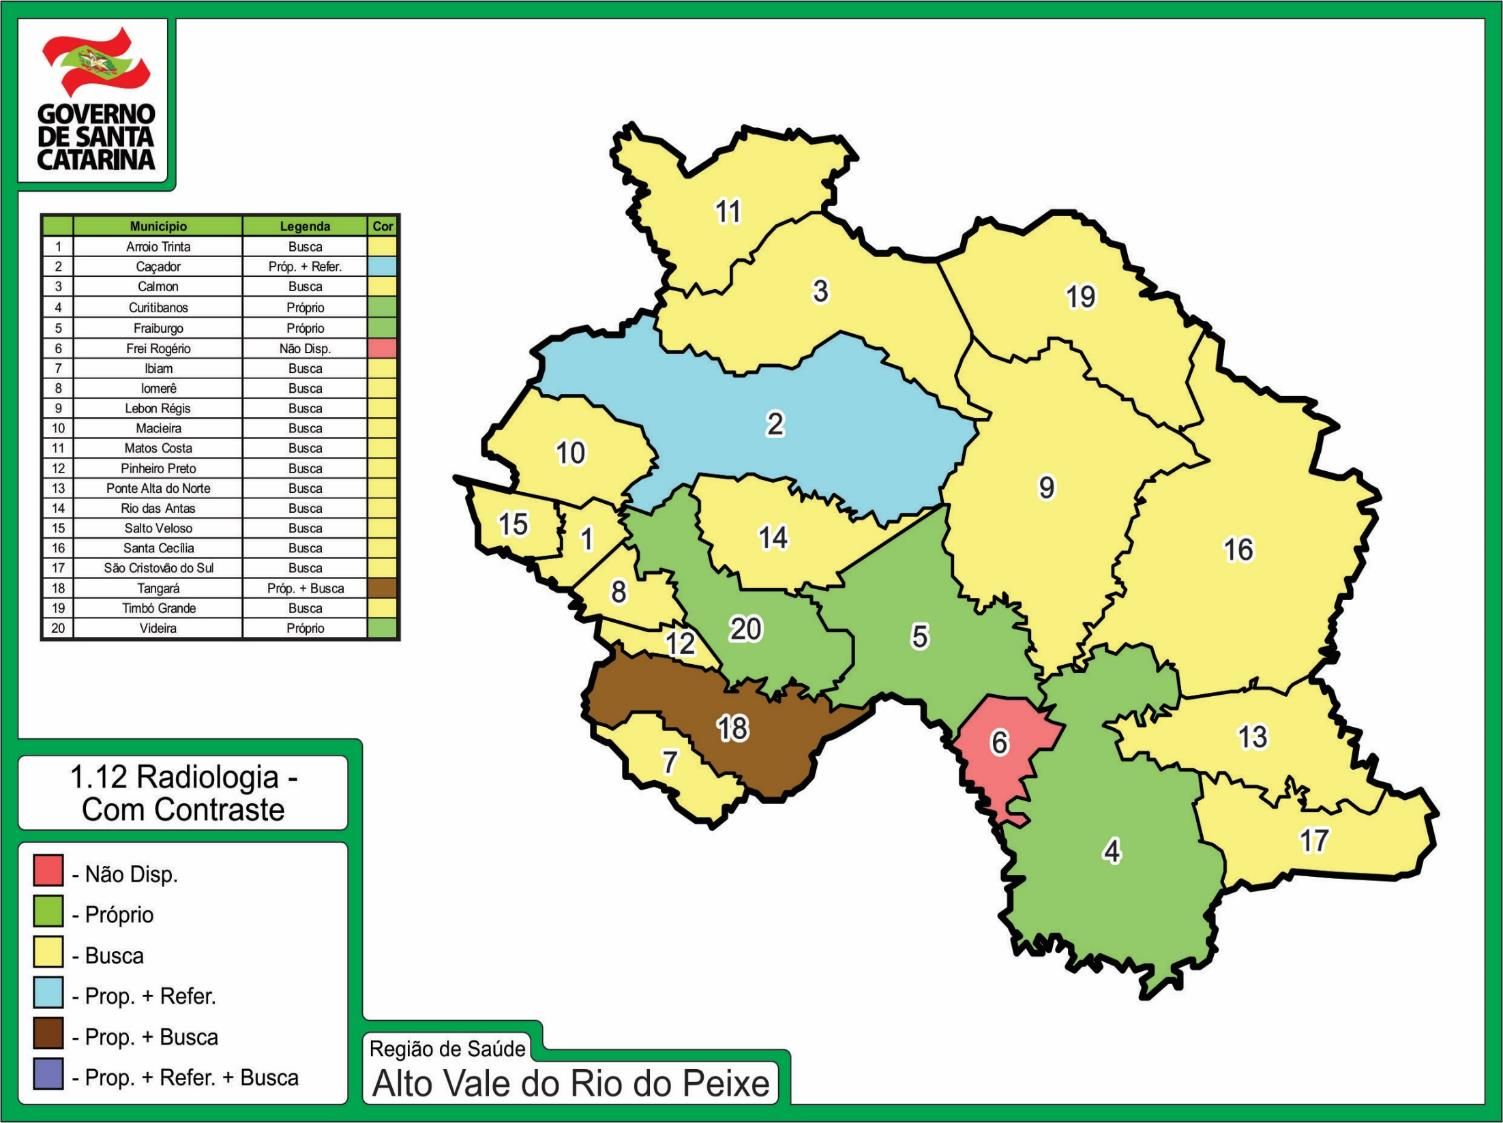 GOVERNO
DE SANTA
CATARINA
Município Legenda Cor
1 Arroio Trinta Busca
2 Caçador Próp. + Refer.
3 Calmon Busca
4 Curitibanos Próprio
5 Fraiburgo Próprio
6 Frei Rogério Não Disp.
7 Ibiam Busca
8 Iomerê Busca
9 Lebon Régis Busca
10 Macieira Busca
11 Matos Costa Busca
12 Pinheiro Preto Busca
13 Ponte Alta do Norte Busca
14 Rio das Antas Busca
15 Salto Veloso Busca
16 Santa Cecília Busca
17 São Cristovão do Sul Busca
18 Tangará Próp. + Busca
19 Timbó Grande Busca
20 Videira Próprio
11
3
19
2
10
9
15
1
14
16
8
20
12
5
18
6
13
7
17
4
1.12 Radiologia -
Com Contraste
- Não Disp.
- Próprio
- Busca
- Prop. + Refer.
- Prop. + Busca
- Prop. + Refer. + Busca
Região de Saúde
Alto Vale do Rio do Peixe